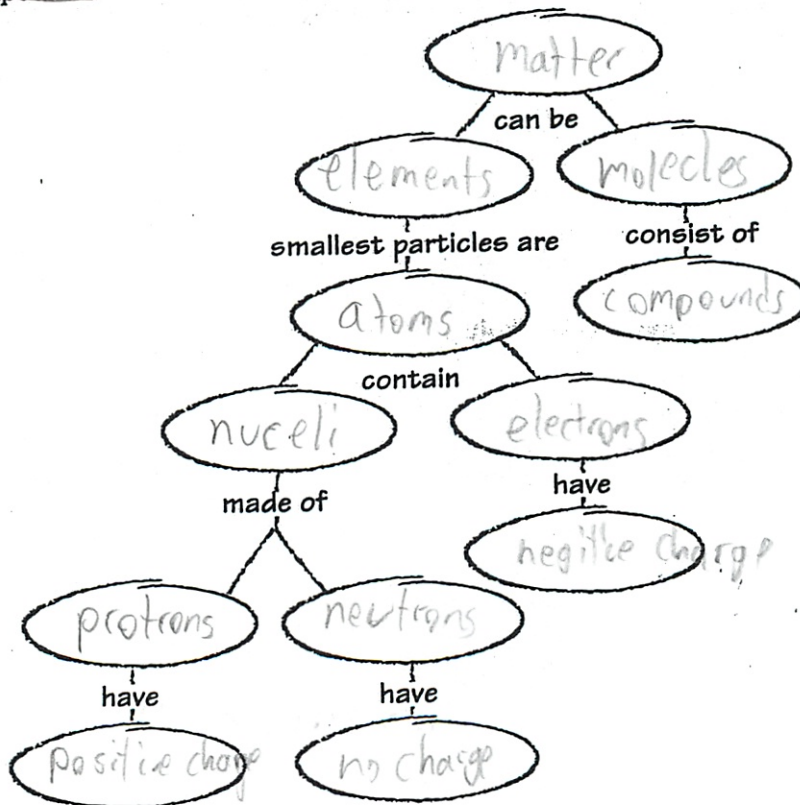 matter
can be
elements molecles
smallest particles are consist of
atoms compounds
contain
nuceli electrons
made of have
negitive charge
protrons neutrons
have have
positive charge no charge